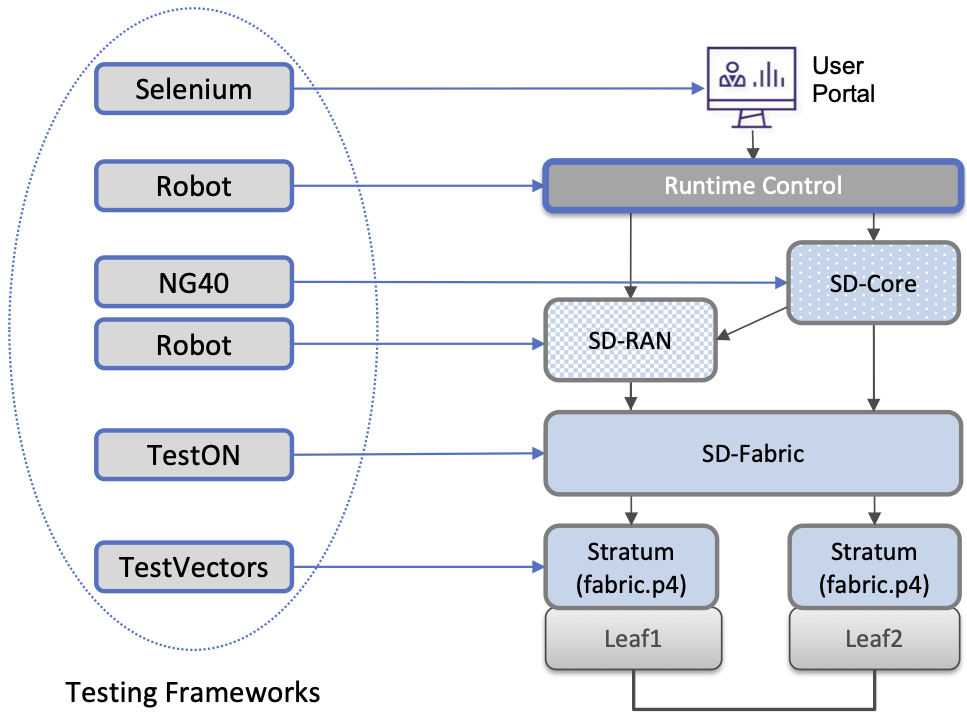 Selenium
User
Portal
Robot
Runtime Control
NG40
SD-Core
Robot
SD-RAN
TestON
SD-Fabric
TestVectors
Stratum
(fabric.p4)
Stratum
(fabric.p4)
Leaf1
Leaf2
Testing Frameworks